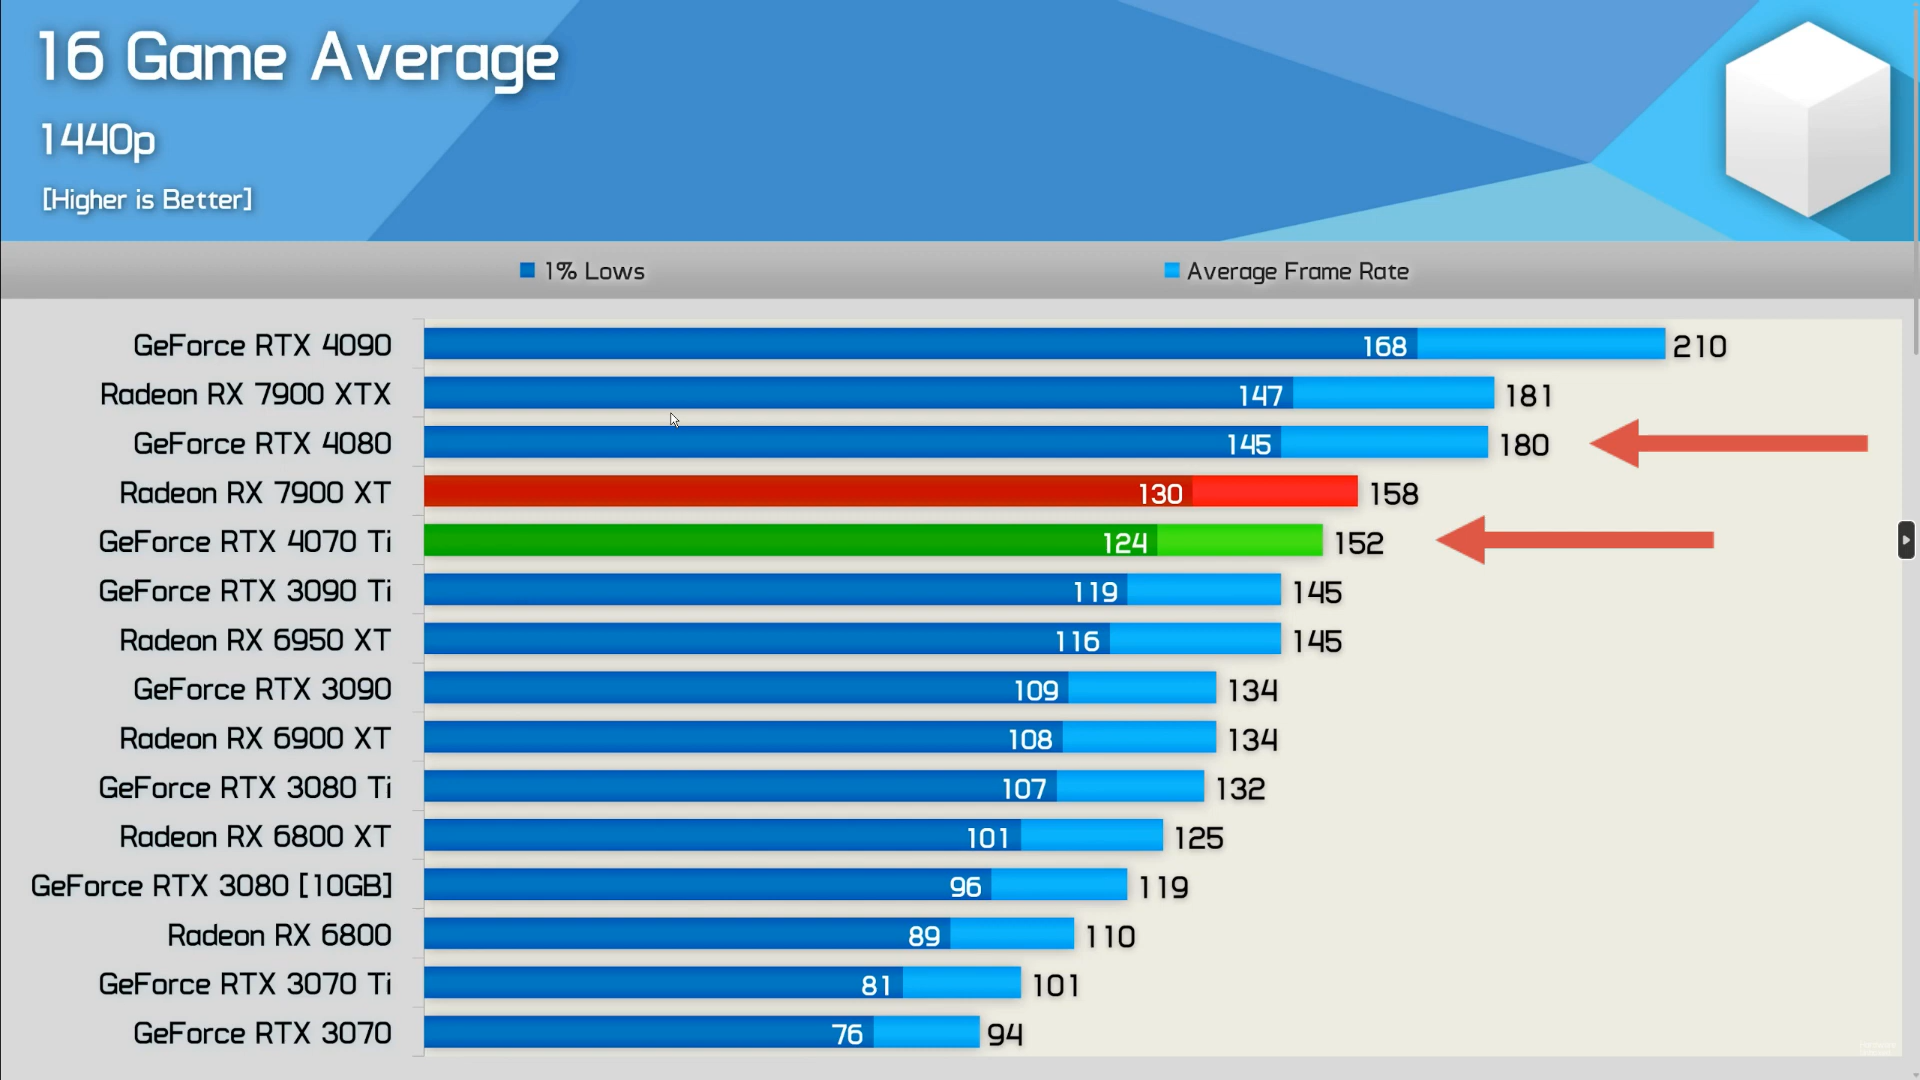 16 Game Average
1440p
[Higher is Better]
1% Lows Average Frame Rate
GeForce RTX 4090 168 210
Radeon RX 7900 XTX 147 181
GeForce RTX 4080 145 180
Radeon RX 7900 XT 130 158
GeForce RTX 4070 Ti 124 152
GeForce RTX 3090 Ti 119 145
Radeon RX 6950 XT 116 145
GeForce RTX 3090 109 134
Radeon RX 6900 XT 108 134
GeForce RTX 3080 Ti 107 132
Radeon RX 6800 XT 101 125
GeForce RTX 3080 [10GB] 96 119
Radeon RX 6800 89 110
GeForce RTX 3070 Ti 81 101
GeForce RTX 3070 76 94